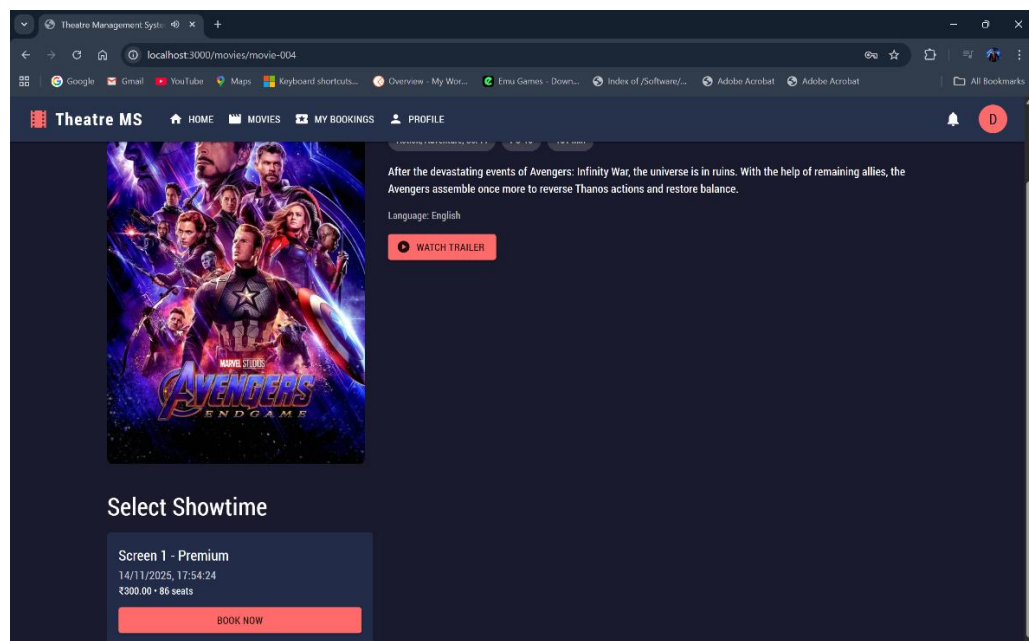 Theatre Management Syste
localhost:3000/movies/movie-004
Google
Gmail
YouTube
Maps
Keyboard shortcuts...
Overview - My Wor...
Emu Games - Down...
Index of /Software/...
Adobe Acrobat
Adobe Acrobat
All Bookmarks
Theatre MS
HOME
MOVIES
MY BOOKINGS
PROFILE
D
After the devastating events of Avengers: Infinity War, the universe is in ruins. With the help of remaining allies, the
Avengers assemble once more to reverse Thanos actions and restore balance.
Language: English
WATCH TRAILER
MARVEL STUDIOS
AVENGERS
ENDGAME
Select Showtime
Screen 1 - Premium
14/11/2025, 17:54:24
₹300.00 • 86 seats
BOOK NOW